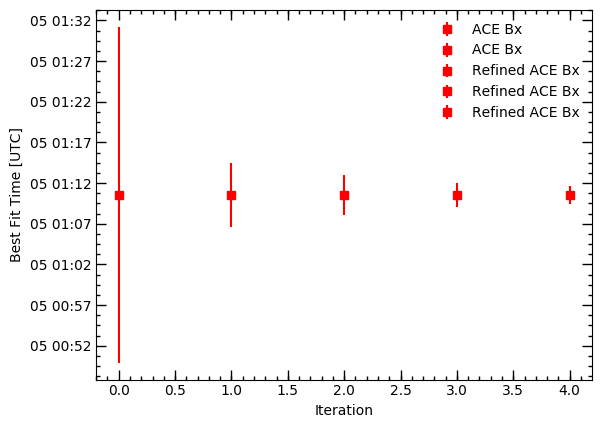 05 01:32
05 01:27
05 01:22
05 01:17
05 01:12
05 01:07
05 01:02
05 00:57
05 00:52
Best Fit Time [UTC]
ACE Bx
ACE Bx
Refined ACE Bx
Refined ACE Bx
Refined ACE Bx
0.0 0.5 1.0 1.5 2.0 2.5 3.0 3.5 4.0
Iteration